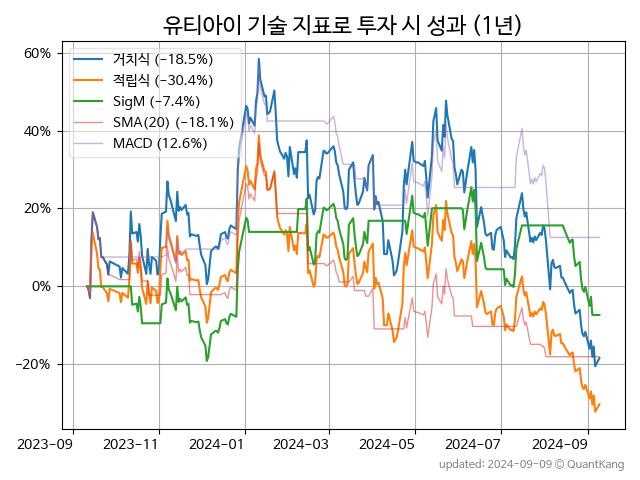 유티아이 기술 지표로 투자 시 성과 (1년)
60%
40%
20%
0%
−20%
거치식 (−18.5%)
적립식 (−30.4%)
SigM (−7.4%)
SMA(20) (−18.1%)
MACD (12.6%)
2023-09 2023-11 2024-01 2024-03 2024-05 2024-07 2024-09
updated: 2024-09-09 © QuantKang